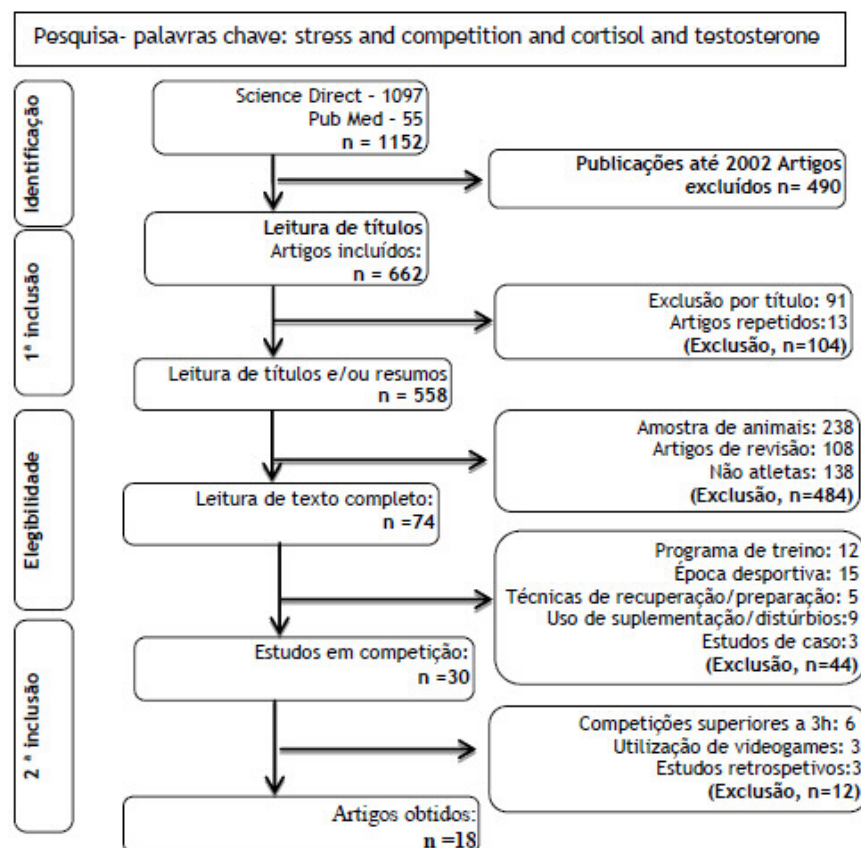 Pesquisa- palavras chave: stress and competition and cortisol and testosterone
Identificação
Science Direct - 1097
Pub Med - 55
n = 1152
Publicações até 2002 Artigos
excluídos n= 490
1ª inclusão
Leitura de títulos
Artigos incluídos:
n = 662
Exclusão por título: 91
Artigos repetidos:13
(Exclusão, n=104)
Leitura de títulos e/ou resumos
n = 558
Elegibilidade
Amostra de animais: 238
Artigos de revisão: 108
Não atletas: 138
(Exclusão, n=484)
Leitura de texto completo:
n =74
Programa de treino: 12
Época desportiva: 15
Técnicas de recuperação/preparação: 5
Uso de suplementação/distúrbios:9
Estudos de caso:3
(Exclusão, n=44)
2 ª inclusão
Estudos em competição:
n =30
Competições superiores a 3h: 6
Utilização de videogames: 3
Estudos retrospetivos:3
(Exclusão, n=12)
Artigos obtidos:
n =18